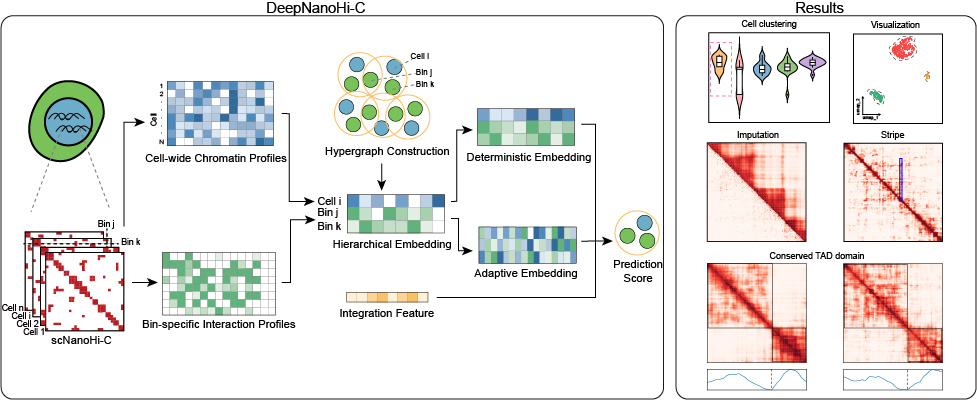 DeepNanoHi-C
Results
Cell i
Bin j
Bin k
1
2
Cell
N
Cell-wide Chromatin Profiles
Hypergraph Construction
Deterministic Embedding
Cell i
Bin j
Bin k
Hierarchical Embedding
Adaptive Embedding
Prediction
Score
Integration Feature
Bin j
Bin k
Cell n
Cell i
Cell 2
Cell 1
scNanoHi-C
Bin-specific Interaction Profiles
Cell clustering
Visualization
umap_2
umap_1
Imputation
Stripe
Conserved TAD domain